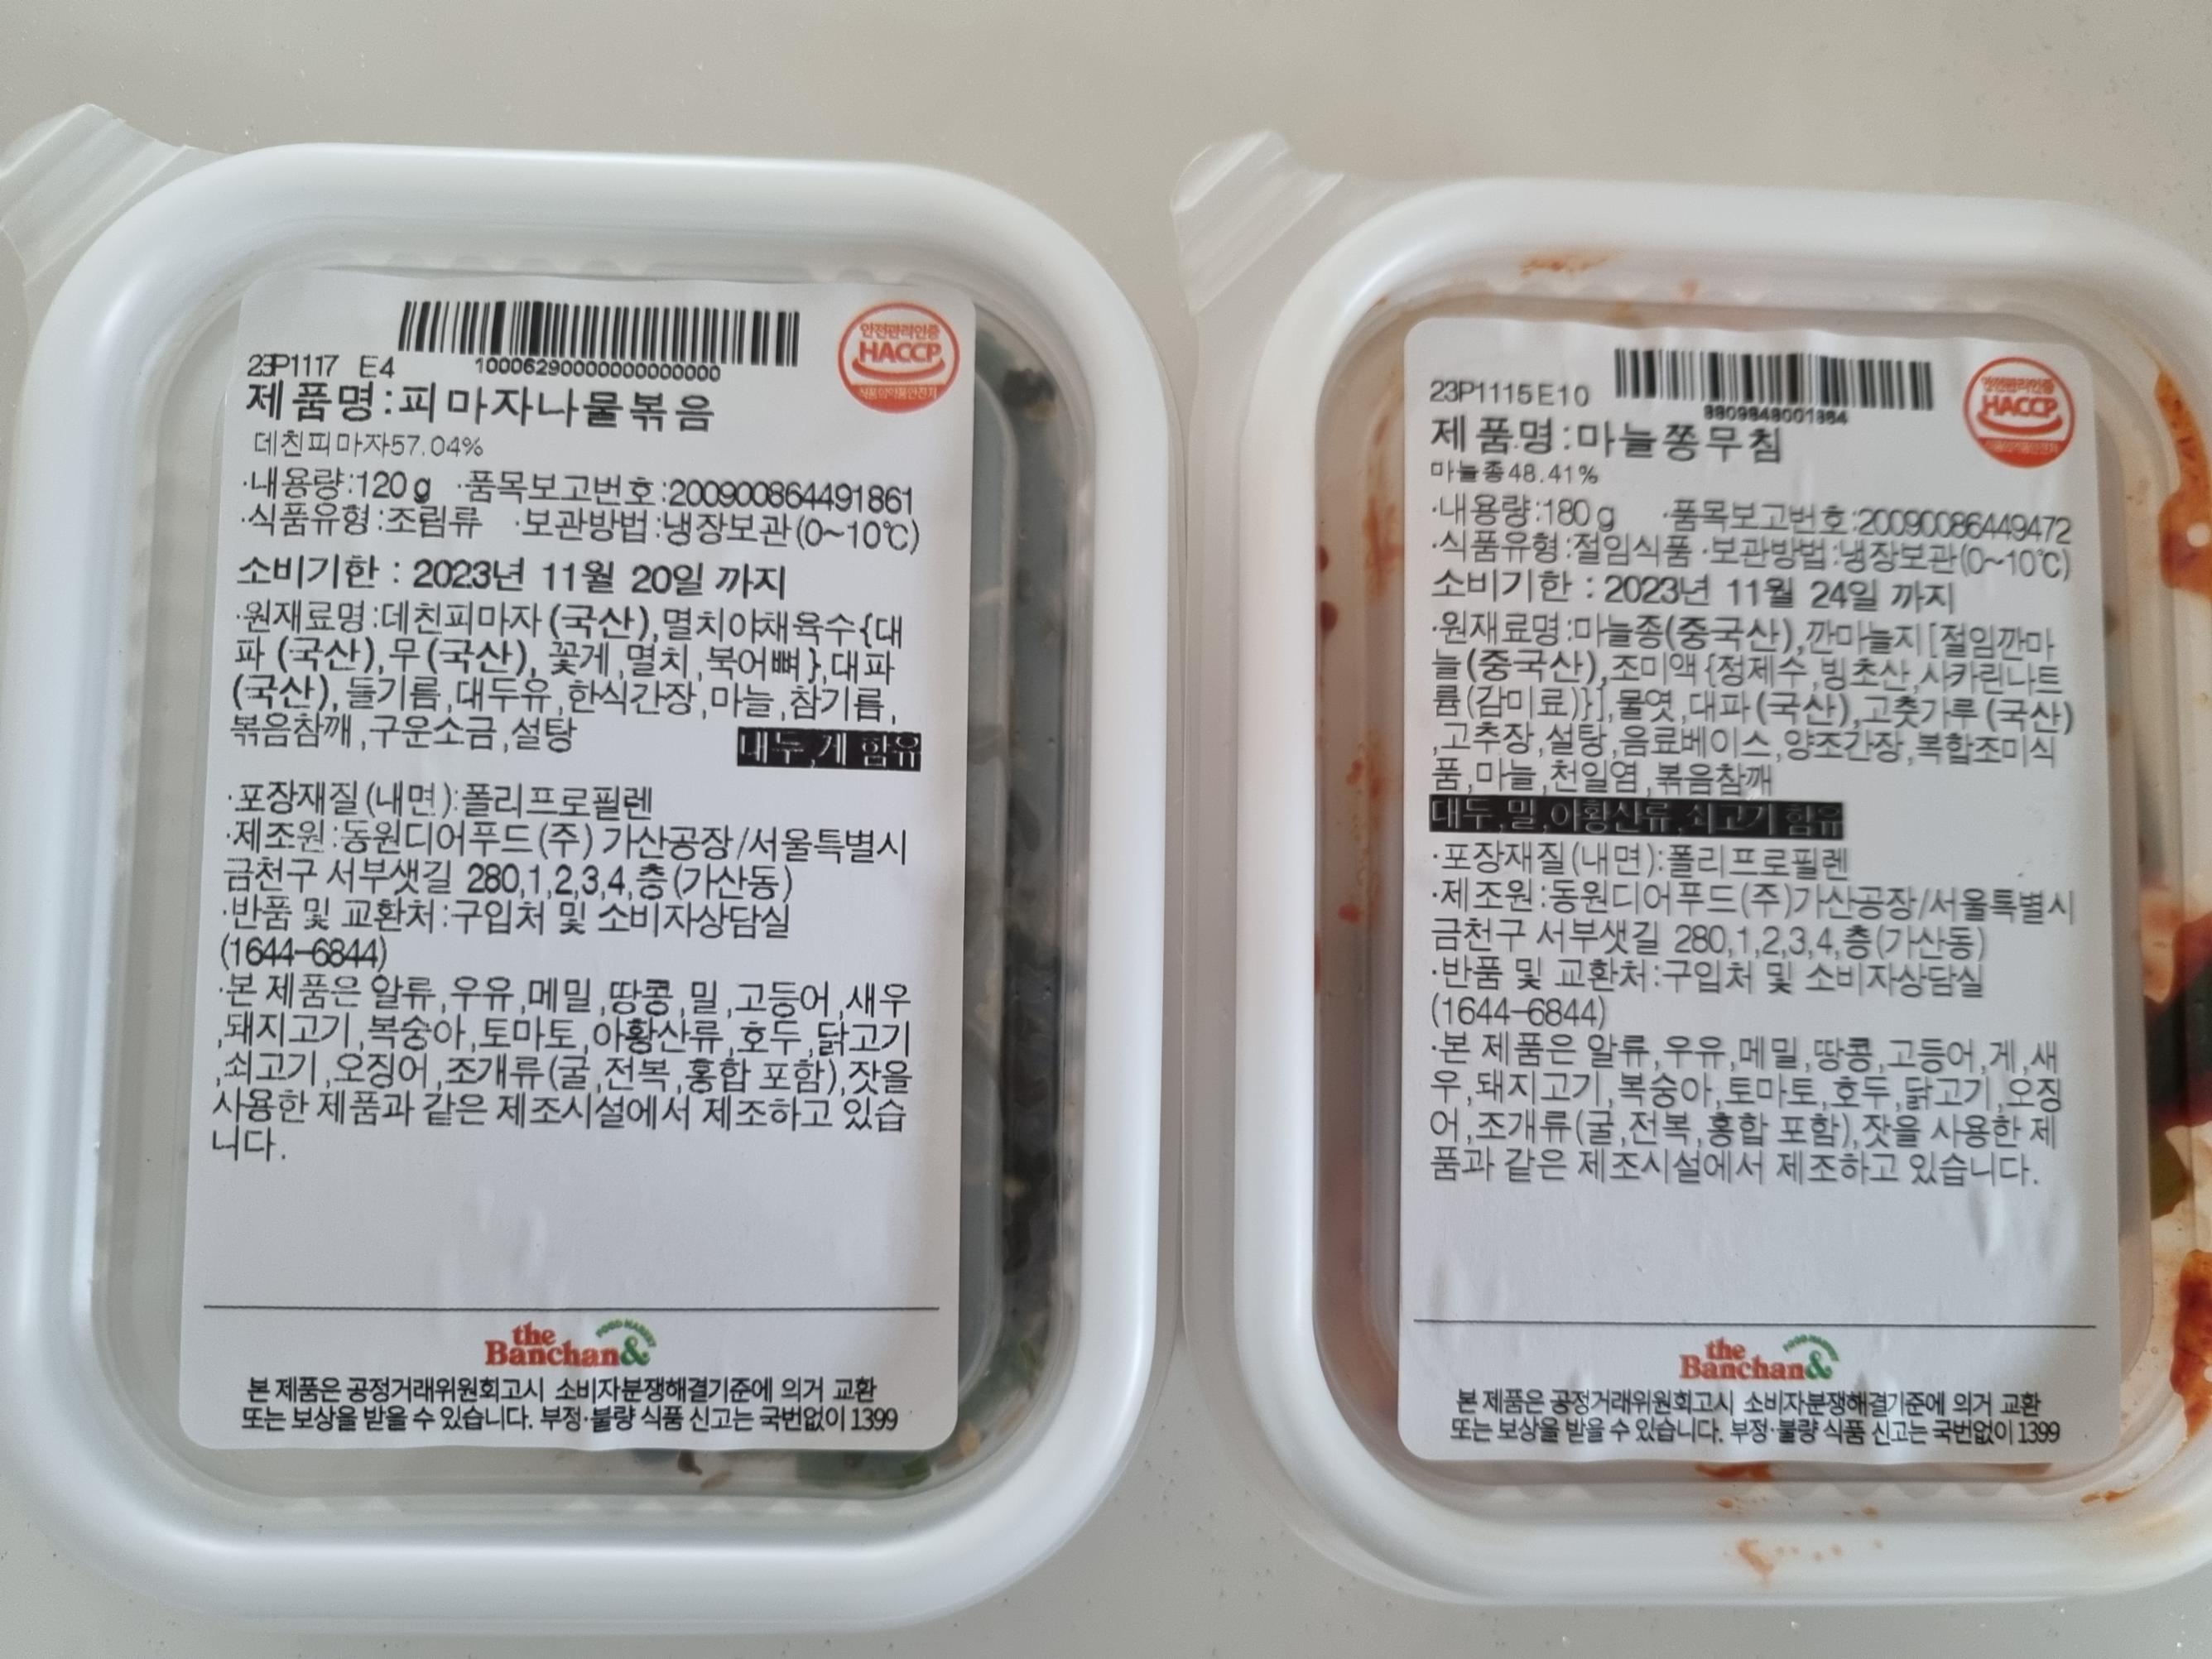 안전관리인증
HACCP
식품의약품안전처
23P1117 E4
10006290000000000000
제품명:피마자나물볶음
데친피마자57.04%
·내용량:120g ·품목보고번호:200900864491861
·식품유형:조림류 ·보관방법:냉장보관(0~10℃)
소비기한 : 2023년 11월 20일 까지
·원재료명:데친피마자(국산),멸치야채육수{대
파(국산),무(국산), 꽃게,멸치,북어뼈},대파
(국산),들기름,대두유,한식간장,마늘,참기름,
볶음참깨,구운소금,설탕
대두,게 함유
·포장재질(내면):폴리프로필렌
·제조원:동원디어푸드(주) 가산공장/서울특별시
금천구 서부샛길 280,1,2,3,4,층(가산동)
·반품 및 교환처:구입처 및 소비자상담실
(1644-6844)
·본 제품은 알류,우유,메밀,땅콩,밀,고등어,새우
,돼지고기,복숭아,토마토,아황산류,호두,닭고기
,쇠고기,오징어,조개류(굴,전복,홍합 포함),잣을
사용한 제품과 같은 제조시설에서 제조하고 있습
니다.
the
Banchan&
FOOD MARKET
본 제품은 공정거래위원회고시 소비자분쟁해결기준에 의거 교환
또는 보상을 받을 수 있습니다. 부정·불량 식품 신고는 국번없이 1399
안전관리인증
HACCP
식품의약품안전처
23P1115 E10
8809948001984
제품명:마늘쫑무침
마늘종48.41%
·내용량:180g ·품목보고번호:20090086449472
·식품유형:절임식품 ·보관방법:냉장보관(0~10℃)
소비기한 : 2023년 11월 24일 까지
·원재료명:마늘종(중국산),깐마늘지[절임깐마
늘(중국산),조미액{정제수,빙초산,사카린나트
륨(감미료)}],물엿,대파(국산),고춧가루(국산)
,고추장,설탕,음료베이스,양조간장,복합조미식
품,마늘,천일염,볶음참깨
대두,밀,아황산류,쇠고기 함유
·포장재질(내면):폴리프로필렌
·제조원:동원디어푸드(주)가산공장/서울특별시
금천구 서부샛길 280,1,2,3,4,층(가산동)
·반품 및 교환처:구입처 및 소비자상담실
(1644-6844)
·본 제품은 알류,우유,메밀,땅콩,고등어,게,새
우,돼지고기,복숭아,토마토,호두,닭고기,오징
어,조개류(굴,전복,홍합 포함),잣을 사용한 제
품과 같은 제조시설에서 제조하고 있습니다.
the
Banchan&
FOOD MARKET
본 제품은 공정거래위원회고시 소비자분쟁해결기준에 의거 교환
또는 보상을 받을 수 있습니다. 부정·불량 식품 신고는 국번없이 1399